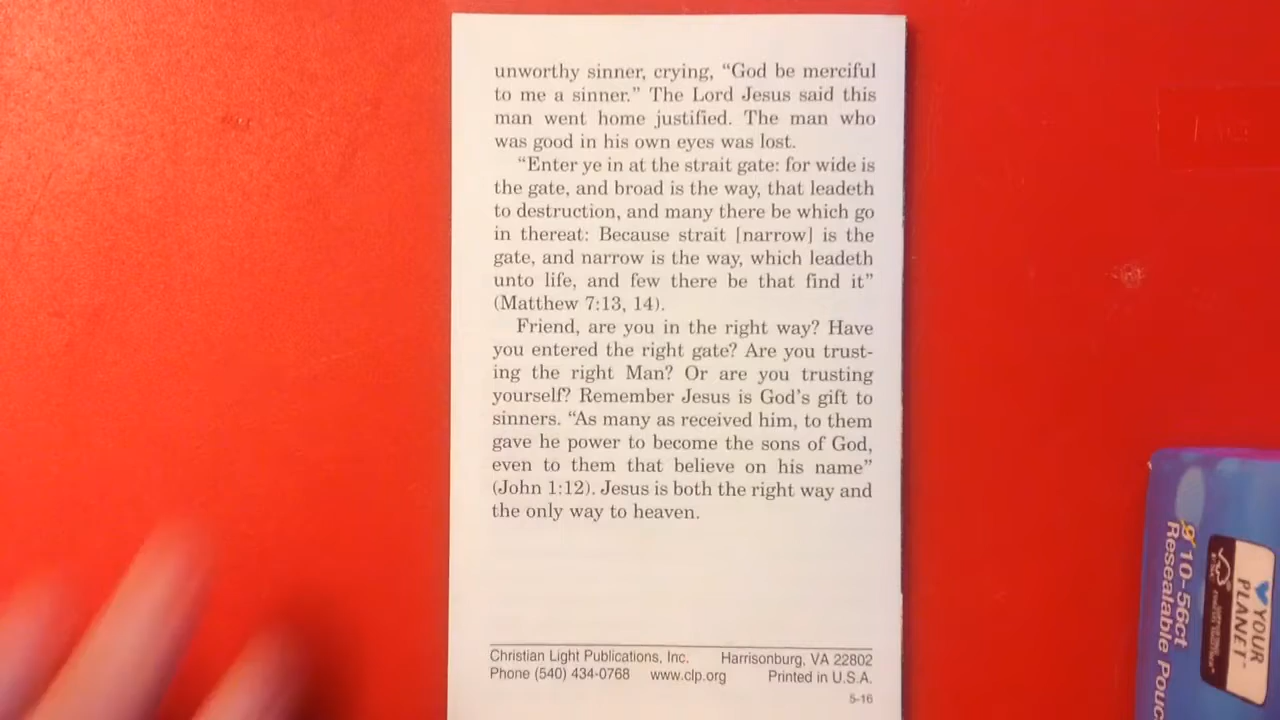 unworthy sinner, crying, “God be merciful
to me a sinner.” The Lord Jesus said this
man went home justified. The man who
was good in his own eyes was lost.
“Enter ye in at the strait gate: for wide is
the gate, and broad is the way, that leadeth
to destruction, and many there be which go
in thereat: Because strait [narrow] is the
gate, and narrow is the way, which leadeth
unto life, and few there be that find it”
(Matthew 7:13, 14).
Friend, are you in the right way? Have
you entered the right gate? Are you trust-
ing the right Man? Or are you trusting
yourself? Remember Jesus is God’s gift to
sinners. “As many as received him, to them
gave he power to become the sons of God,
even to them that believe on his name”
(John 1:12). Jesus is both the right way and
the only way to heaven.
Christian Light Publications, Inc. Harrisonburg, VA 22802
Phone (540) 434-0768 www.clp.org Printed in U.S.A.
5-16
YOUR
PLANET
10-56ct
Resealable